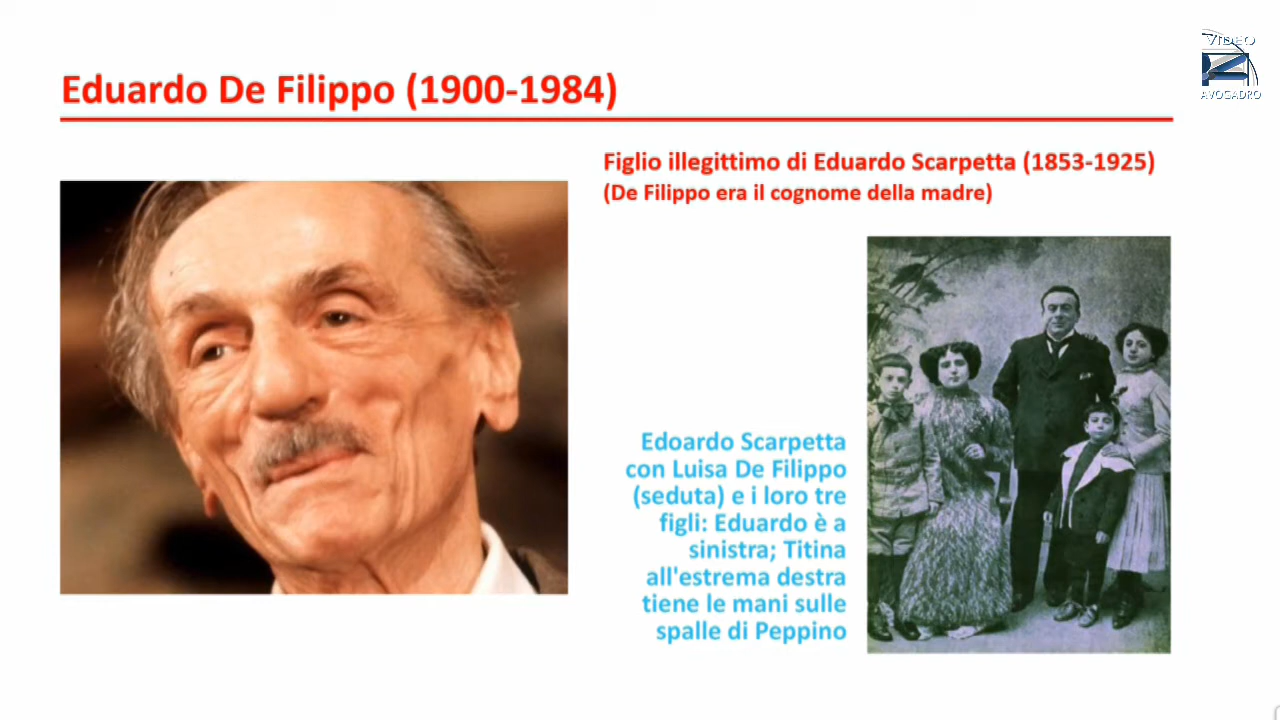 VIDEO
AVOGADRO
Eduardo De Filippo (1900-1984)
Figlio illegittimo di Eduardo Scarpetta (1853-1925)
(De Filippo era il cognome della madre)
Edoardo Scarpetta
con Luisa De Filippo
(seduta) e i loro tre
figli: Eduardo è a
sinistra; Titina
all'estrema destra
tiene le mani sulle
spalle di Peppino